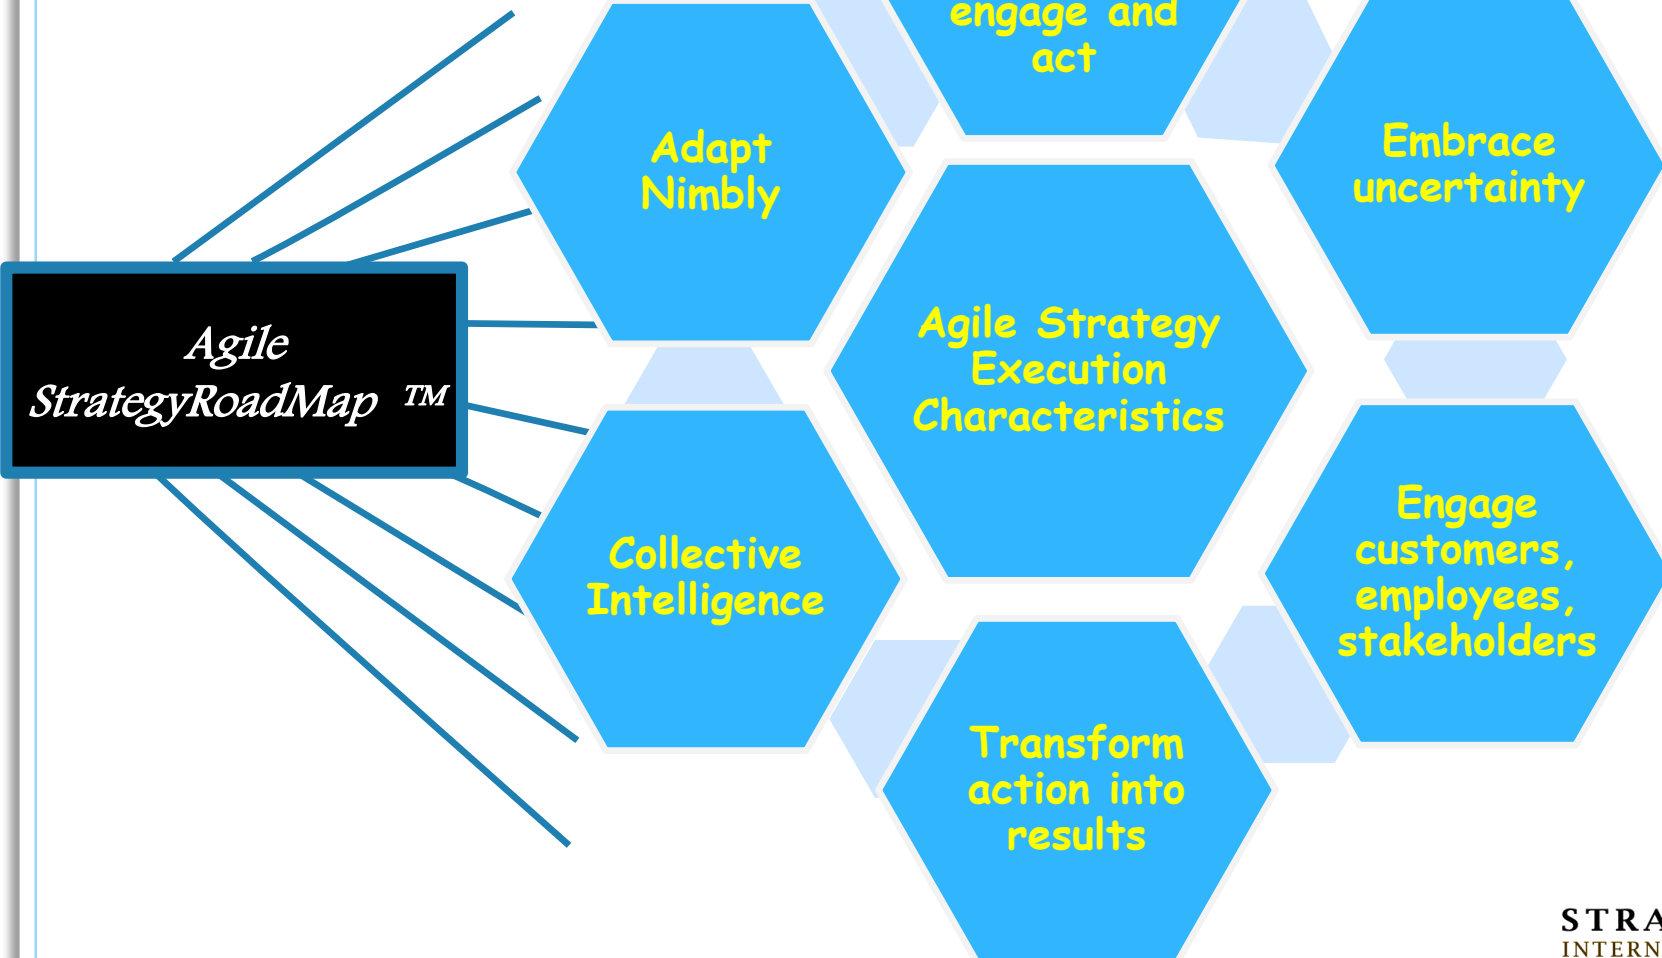 engage and
act
Adapt
Nimbly
Embrace
uncertainty
Agile Strategy
Execution
Characteristics
Agile
StrategyRoadMap ™
Collective
Intelligence
Engage
customers,
employees,
stakeholders
Transform
action into
results
STRA
INTERN